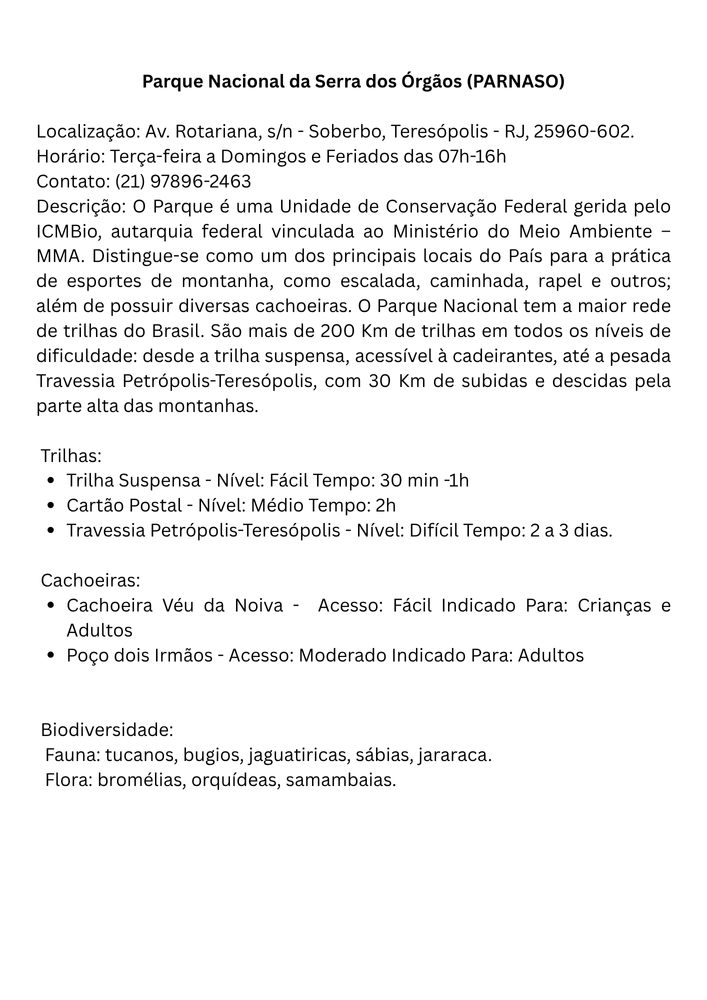 Parque Nacional da Serra dos Órgãos (PARNASO)
Localização: Av. Rotariana, s/n - Soberbo, Teresópolis - RJ, 25960-602.
Horário: Terça-feira a Domingos e Feriados das 07h-16h
Contato: (21) 97896-2463
Descrição: O Parque é uma Unidade de Conservação Federal gerida pelo
ICMBio, autarquia federal vinculada ao Ministério do Meio Ambiente –
MMA. Distingue-se como um dos principais locais do País para a prática
de esportes de montanha, como escalada, caminhada, rapel e outros;
além de possuir diversas cachoeiras. O Parque Nacional tem a maior rede
de trilhas do Brasil. São mais de 200 Km de trilhas em todos os níveis de
dificuldade: desde a trilha suspensa, acessível à cadeirantes, até a pesada
Travessia Petrópolis-Teresópolis, com 30 Km de subidas e descidas pela
parte alta das montanhas.
Trilhas:
• Trilha Suspensa - Nível: Fácil Tempo: 30 min -1h
• Cartão Postal - Nível: Médio Tempo: 2h
• Travessia Petrópolis-Teresópolis - Nível: Difícil Tempo: 2 a 3 dias.
Cachoeiras:
• Cachoeira Véu da Noiva - Acesso: Fácil Indicado Para: Crianças e
Adultos
• Poço dois Irmãos - Acesso: Moderado Indicado Para: Adultos
Biodiversidade:
Fauna: tucanos, bugios, jaguatiricas, sábias, jararaca.
Flora: bromélias, orquídeas, samambaias.